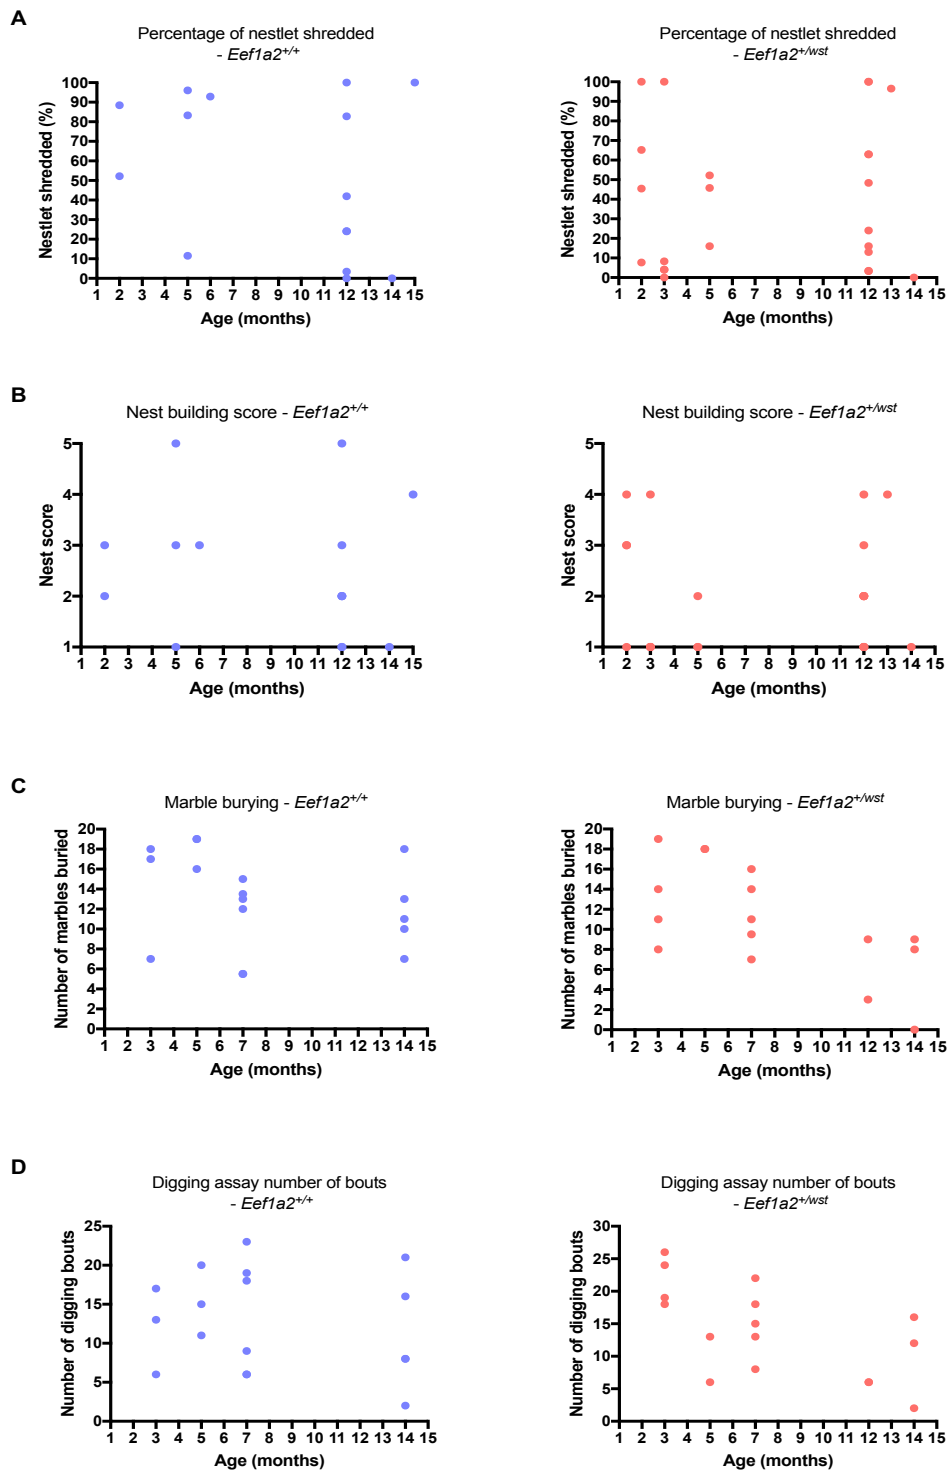 A
Percentage of nestlet shredded
- Eef1a2+/+
Nestlet shredded (%)
100
90
80
70
60
50
40
30
20
10
0
1 2 3 4 5 6 7 8 9 10 11 12 13 14 15
Age (months)
Percentage of nestlet shredded
- Eef1a2+/wst
Nestlet shredded (%)
100
90
80
70
60
50
40
30
20
10
0
1 2 3 4 5 6 7 8 9 10 11 12 13 14 15
Age (months)
B
Nest building score - Eef1a2+/+
Nest score
5
4
3
2
1
1 2 3 4 5 6 7 8 9 10 11 12 13 14 15
Age (months)
Nest building score - Eef1a2+/wst
Nest score
5
4
3
2
1
1 2 3 4 5 6 7 8 9 10 11 12 13 14 15
Age (months)
C
Marble burying - Eef1a2+/+
Number of marbles buried
20
18
16
14
12
10
8
6
4
2
0
1 2 3 4 5 6 7 8 9 10 11 12 13 14 15
Age (months)
Marble burying - Eef1a2+/wst
Number of marbles buried
20
18
16
14
12
10
8
6
4
2
0
1 2 3 4 5 6 7 8 9 10 11 12 13 14 15
Age (months)
D
Digging assay number of bouts
- Eef1a2+/+
Number of digging bouts
25
20
15
10
5
0
1 2 3 4 5 6 7 8 9 10 11 12 13 14 15
Age (months)
Digging assay number of bouts
- Eef1a2+/wst
Number of digging bouts
30
25
20
15
10
5
0
1 2 3 4 5 6 7 8 9 10 11 12 13 14 15
Age (months)